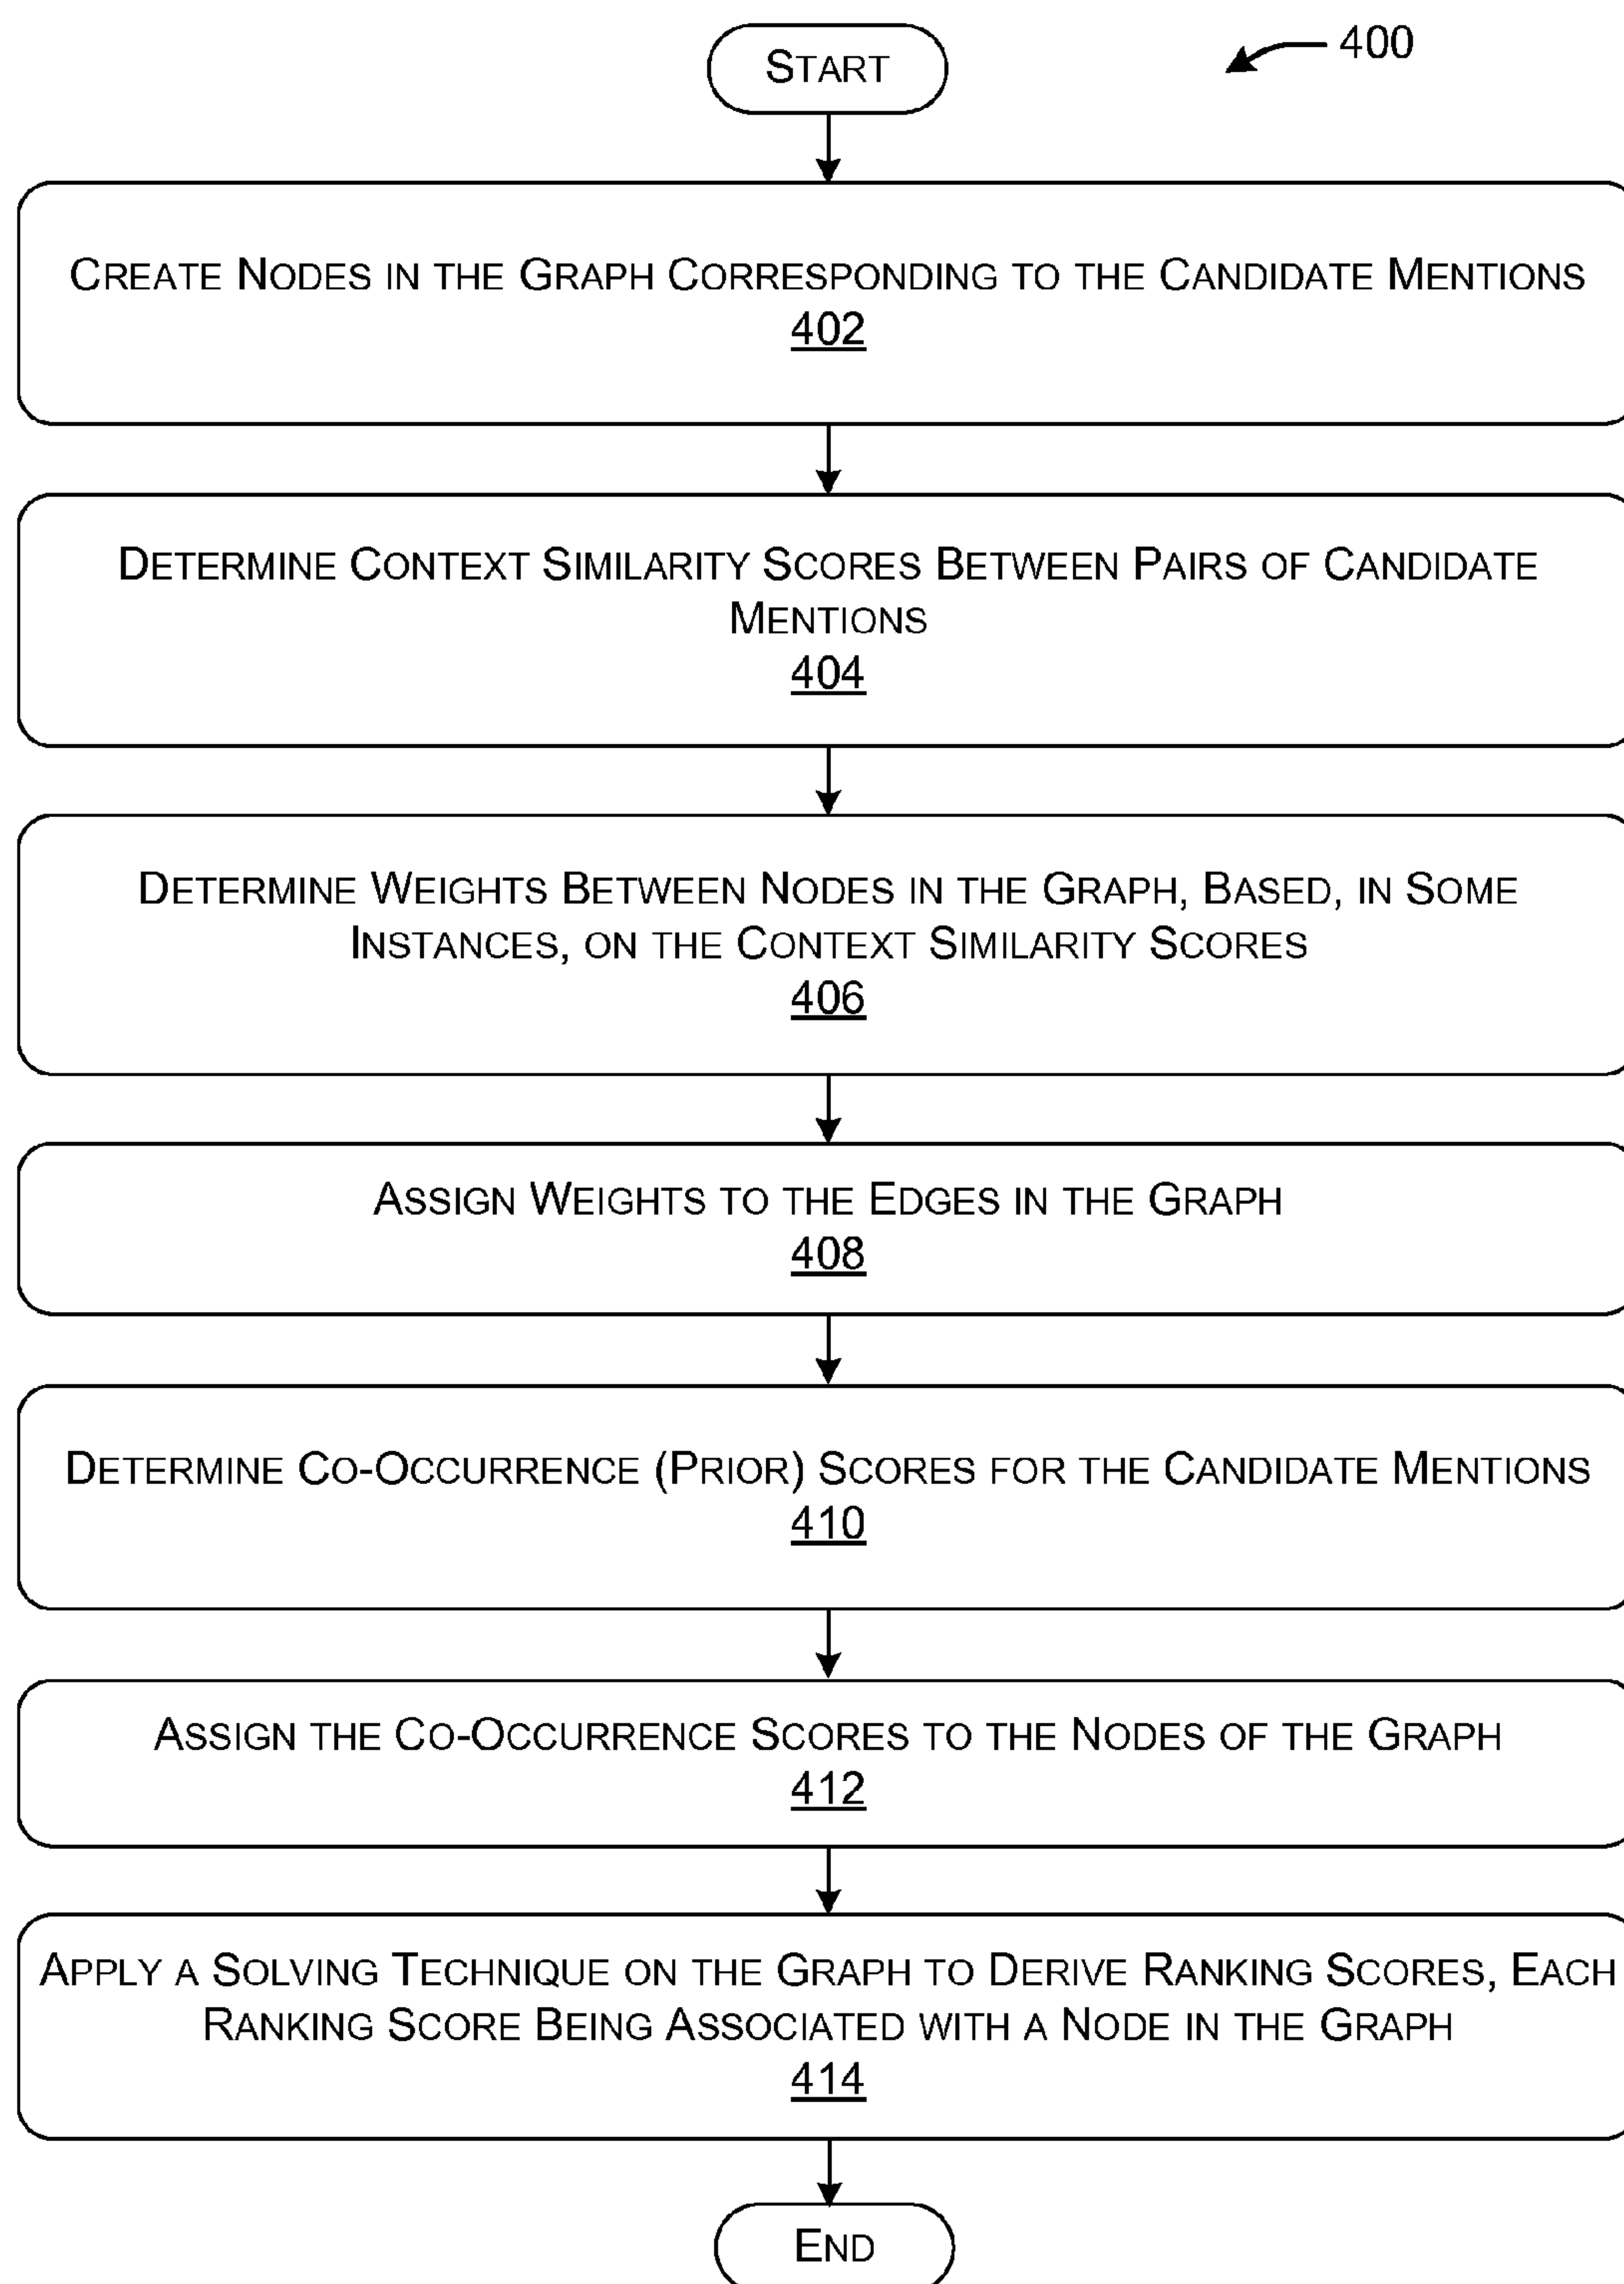 START
400
CREATE NODES IN THE GRAPH CORRESPONDING TO THE CANDIDATE MENTIONS
402
DETERMINE CONTEXT SIMILARITY SCORES BETWEEN PAIRS OF CANDIDATE
MENTIONS
404
DETERMINE WEIGHTS BETWEEN NODES IN THE GRAPH, BASED, IN SOME
INSTANCES, ON THE CONTEXT SIMILARITY SCORES
406
ASSIGN WEIGHTS TO THE EDGES IN THE GRAPH
408
DETERMINE CO-OCCURRENCE (PRIOR) SCORES FOR THE CANDIDATE MENTIONS
410
ASSIGN THE CO-OCCURRENCE SCORES TO THE NODES OF THE GRAPH
412
APPLY A SOLVING TECHNIQUE ON THE GRAPH TO DERIVE RANKING SCORES, EACH
RANKING SCORE BEING ASSOCIATED WITH A NODE IN THE GRAPH
414
END